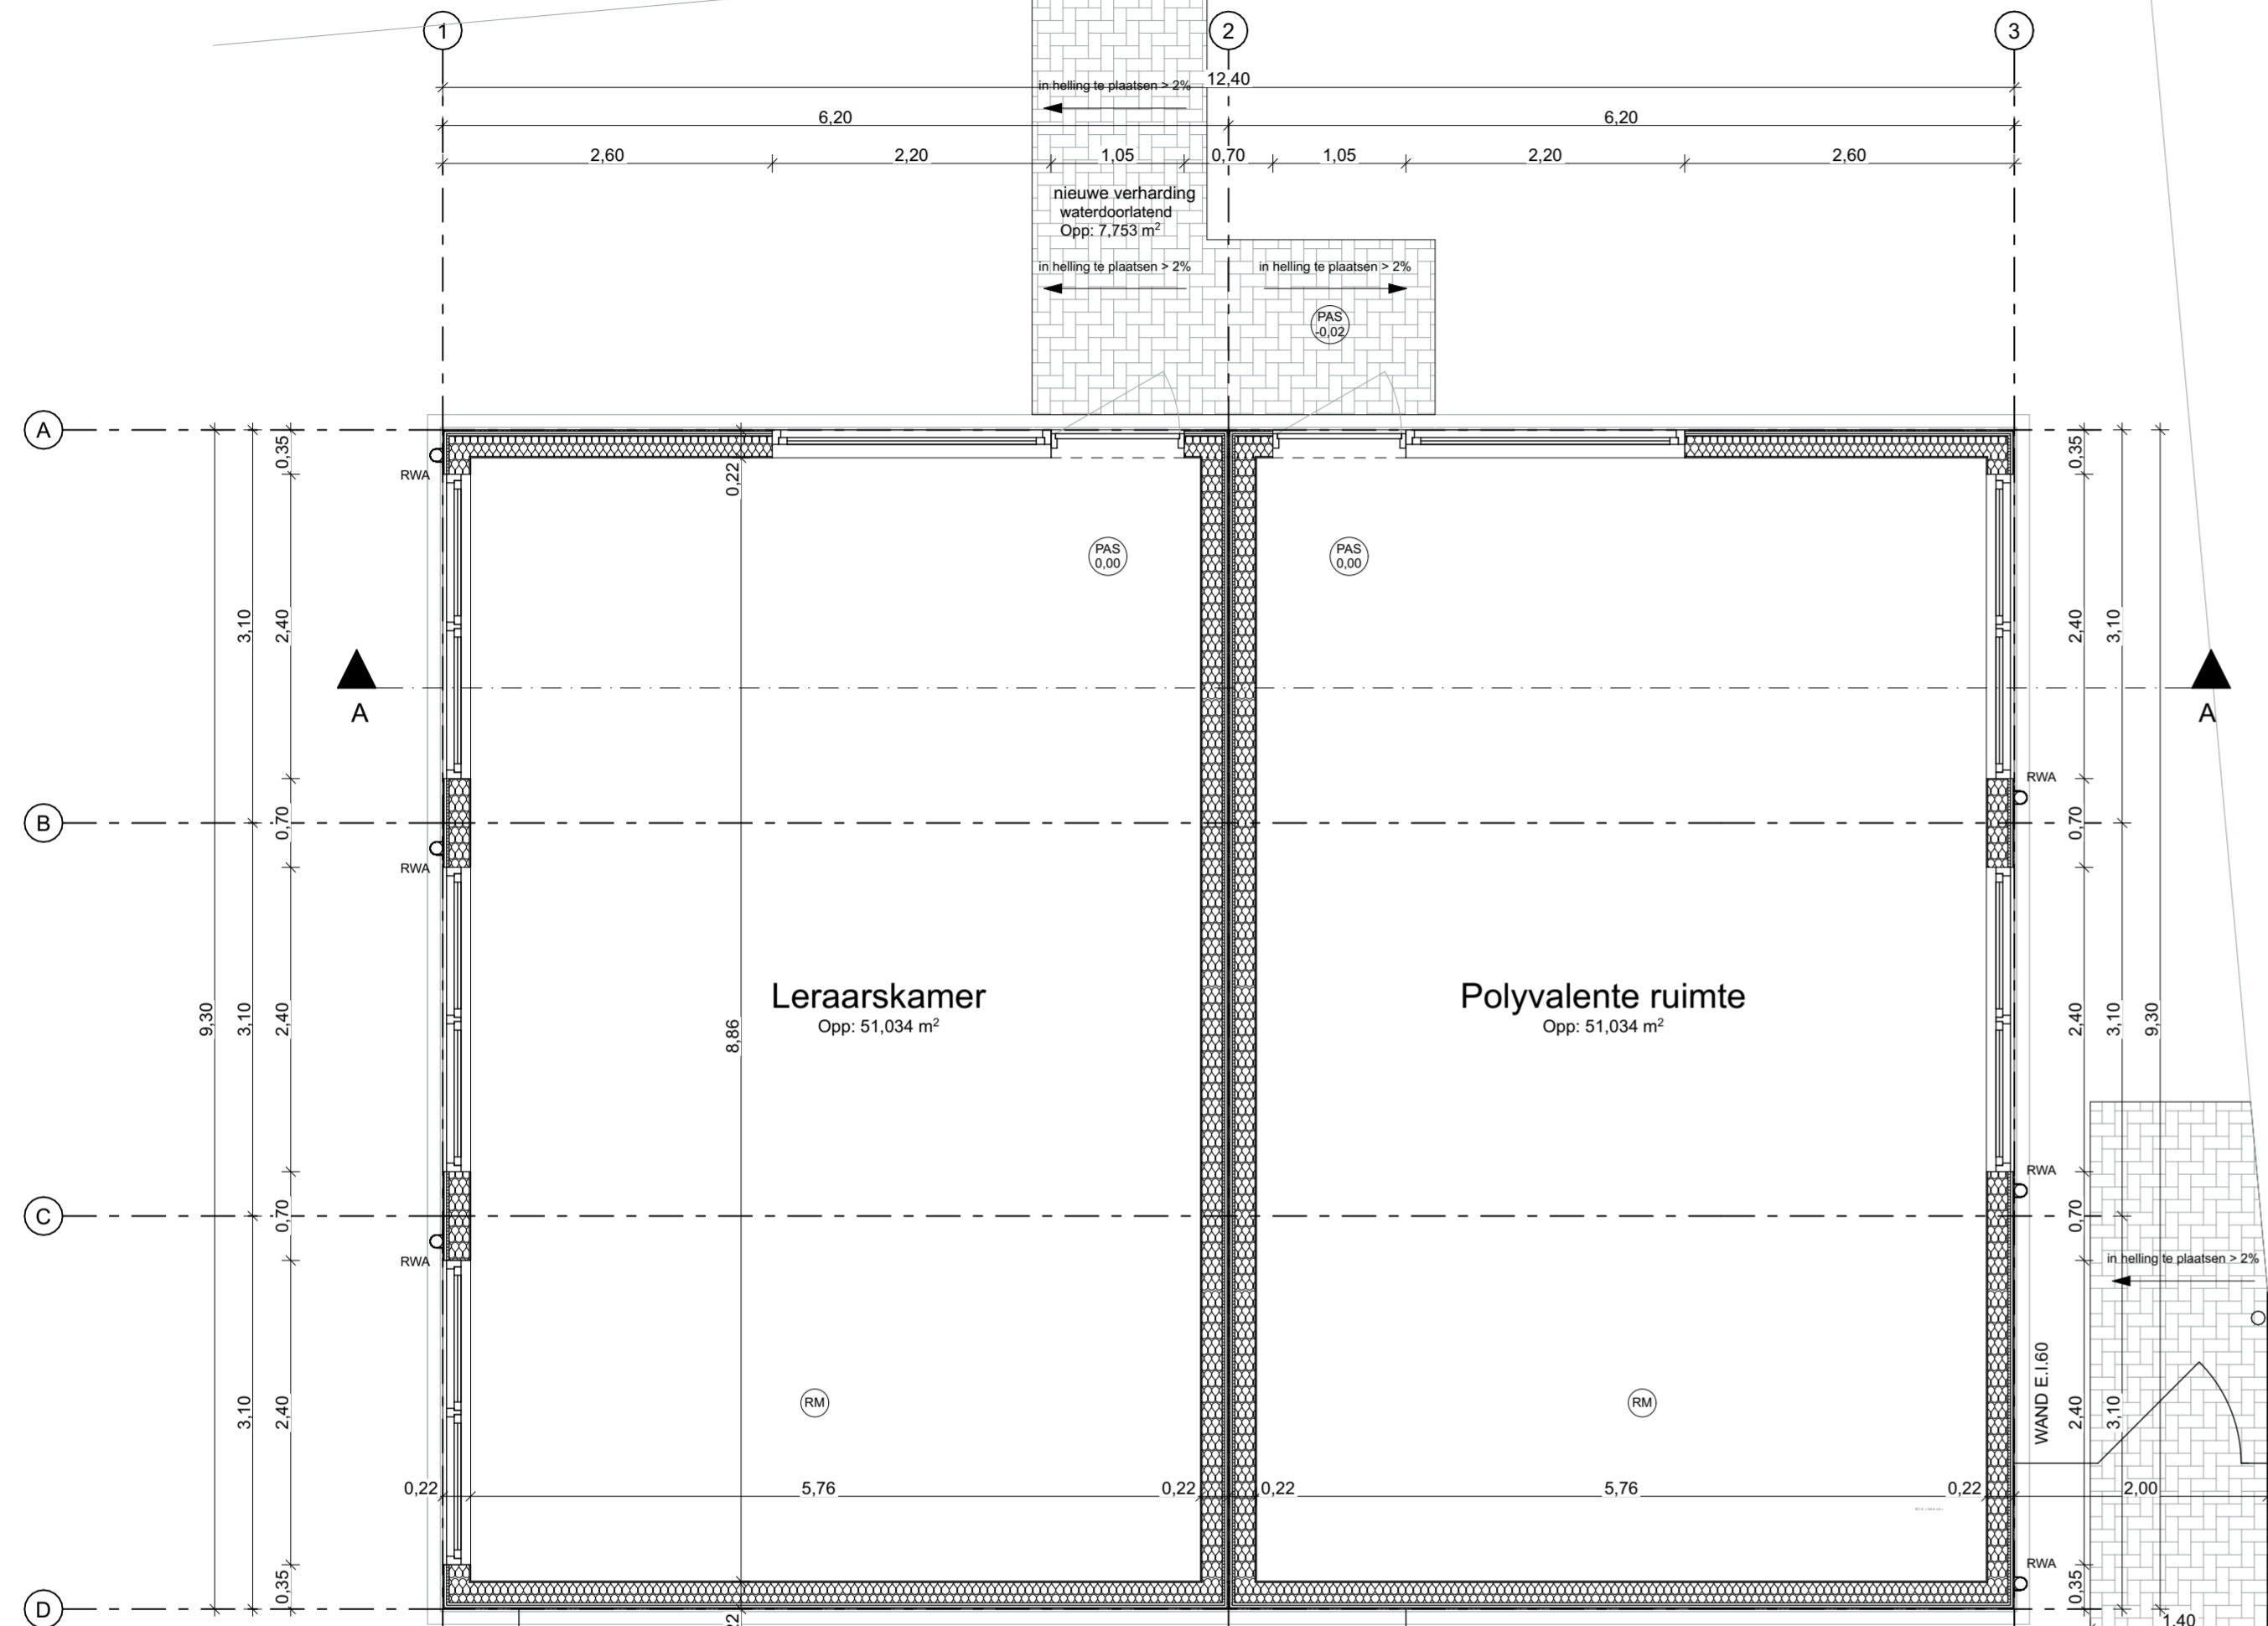 1
2
3
in helling te plaatsen > 2%
12,40
6,20
6,20
2,60
2,20
1,05
0,70
1,05
2,20
2,60
nieuwe verharding
waterdoorlatend
Opp: 7,753 m²
in helling te plaatsen > 2%
in helling te plaatsen > 2%
PAS
-0,02
A
0,35
0,35
RWA
0,22
PAS
0,00
PAS
0,00
3,10
2,40
2,40
3,10
A
A
RWA
B
0,70
0,70
RWA
Leraarskamer
Opp: 51,034 m²
Polyvalente ruimte
Opp: 51,034 m²
9,30
3,10
2,40
8,86
2,40
3,10
9,30
RWA
C
0,70
0,70
RWA
in helling te plaatsen > 2%
WAND E.I.60
3,10
2,40
RM
RM
2,40
3,10
0,22
5,76
0,22
0,22
5,76
0,22
2,00
RWA
D
0,35
0,35
1,40